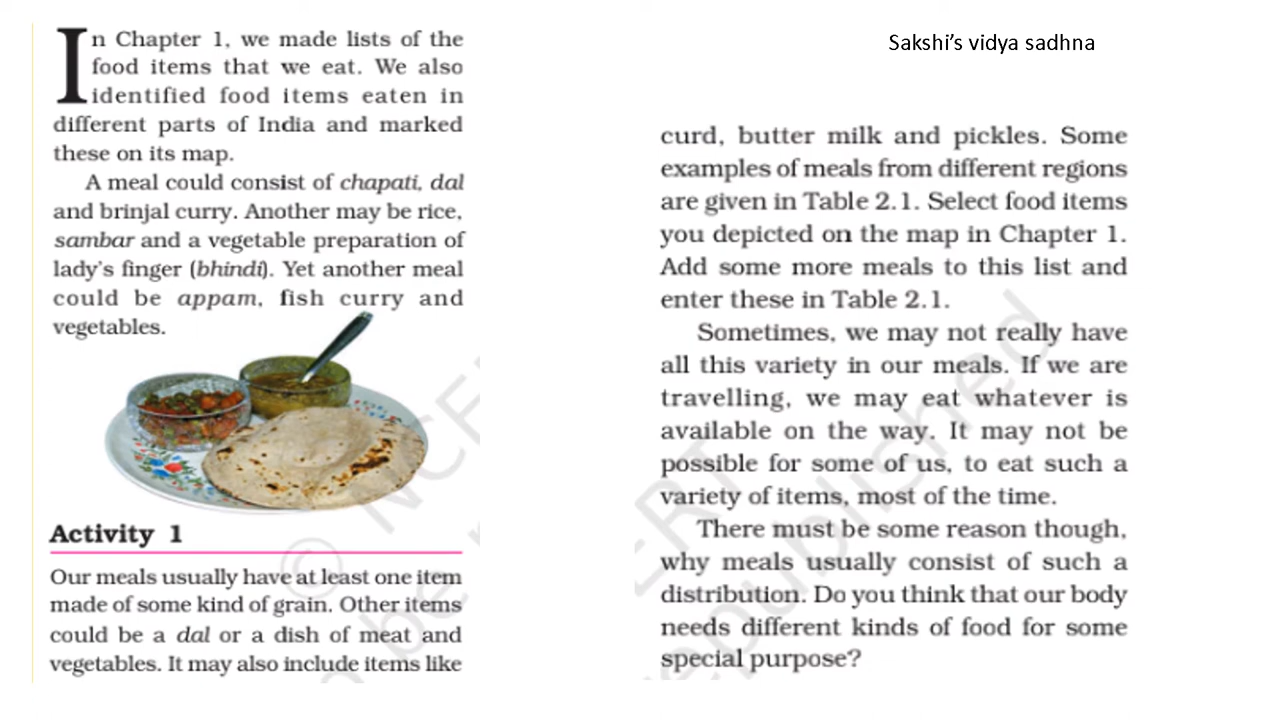 In Chapter 1, we made lists of the
food items that we eat. We also
identified food items eaten in
different parts of India and marked
these on its map.
A meal could consist of chapati, dal
and brinjal curry. Another may be rice,
sambar and a vegetable preparation of
lady's finger (bhindi). Yet another meal
could be appam, fish curry and
vegetables.
Activity 1
Our meals usually have at least one item
made of some kind of grain. Other items
could be a dal or a dish of meat and
vegetables. It may also include items like
Sakshi's vidya sadhna
curd, butter milk and pickles. Some
examples of meals from different regions
are given in Table 2.1. Select food items
you depicted on the map in Chapter 1.
Add some more meals to this list and
enter these in Table 2.1.
Sometimes, we may not really have
all this variety in our meals. If we are
travelling, we may eat whatever is
available on the way. It may not be
possible for some of us, to eat such a
variety of items, most of the time.
There must be some reason though,
why meals usually consist of such a
distribution. Do you think that our body
needs different kinds of food for some
special purpose?